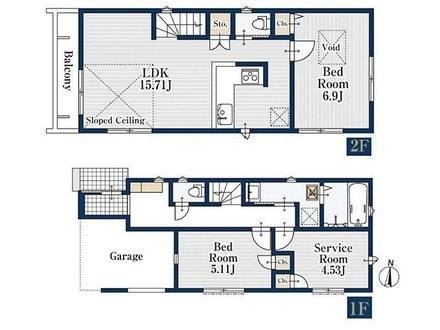 Balcony
LDK
15.71J
Sloped Ceiling
Sto.
Clo.
Void
Bed
Room
6.9J
2F
Garage
Bed
Room
5.11J
Clo.
Clo.
Service
Room
4.53J
N
1F